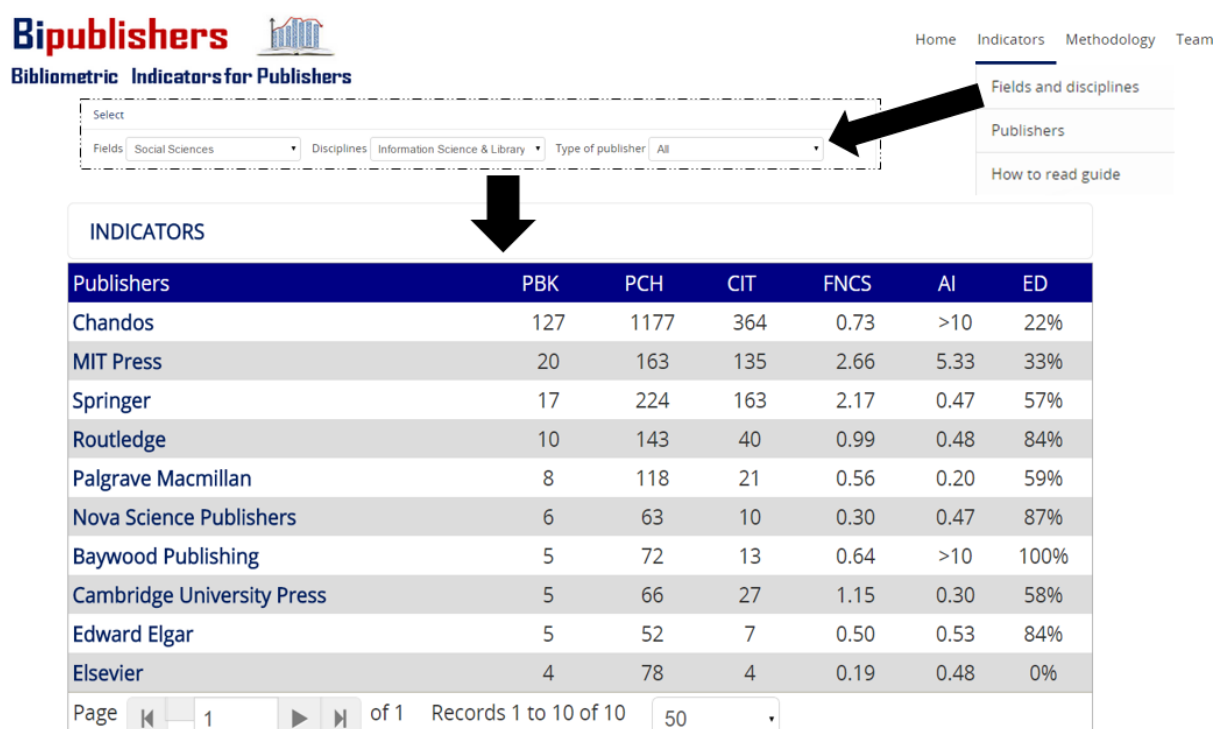 Bipublishers
Bibliometric Indicators for Publishers
Home Indicators Methodology Team
Fields and disciplines
Publishers
How to read guide
Select
Fields Social Sciences Disciplines Information Science & Library Type of publisher All
INDICATORS
Publishers PBK PCH CIT FNCS AI ED
Chandos 127 1177 364 0.73 >10 22%
MIT Press 20 163 135 2.66 5.33 33%
Springer 17 224 163 2.17 0.47 57%
Routledge 10 143 40 0.99 0.48 84%
Palgrave Macmillan 8 118 21 0.56 0.20 59%
Nova Science Publishers 6 63 10 0.30 0.47 87%
Baywood Publishing 5 72 13 0.64 >10 100%
Cambridge University Press 5 66 27 1.15 0.30 58%
Edward Elgar 5 52 7 0.50 0.53 84%
Elsevier 4 78 4 0.19 0.48 0%
Page 1 of 1 Records 1 to 10 of 10 50